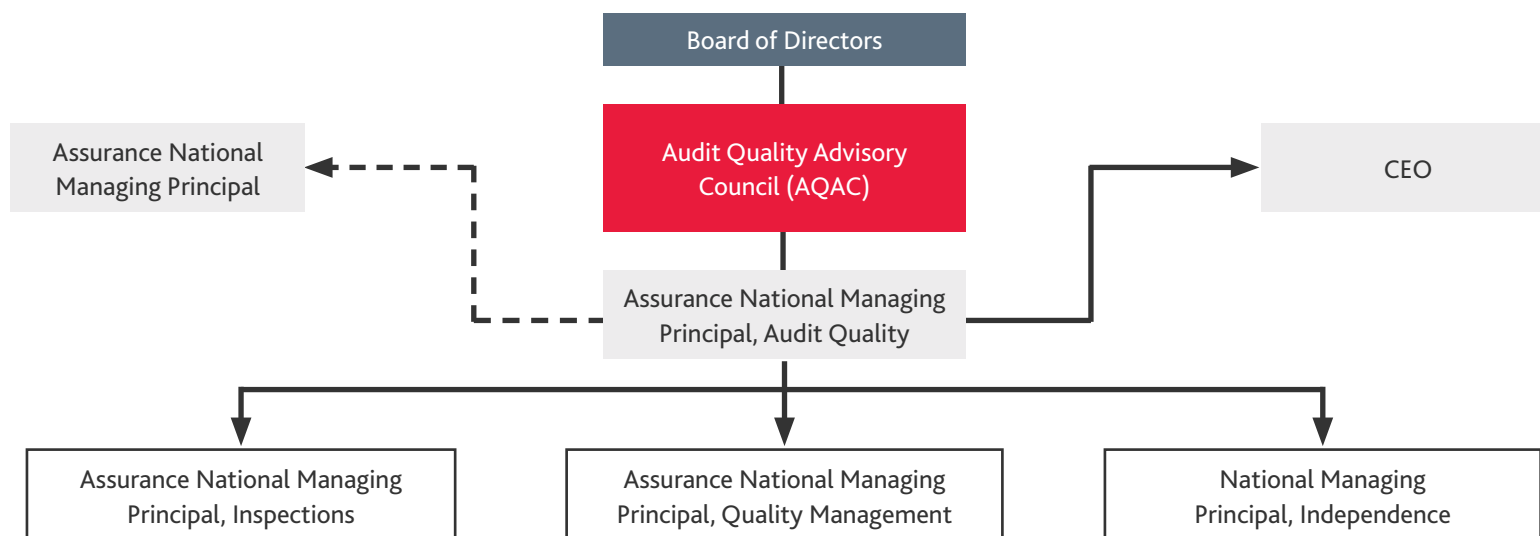 Board of Directors
Assurance National
Managing Principal
Audit Quality Advisory
Council (AQAC)
CEO
Assurance National Managing
Principal, Audit Quality
Assurance National Managing
Principal, Inspections
Assurance National Managing
Principal, Quality Management
National Managing
Principal, Independence